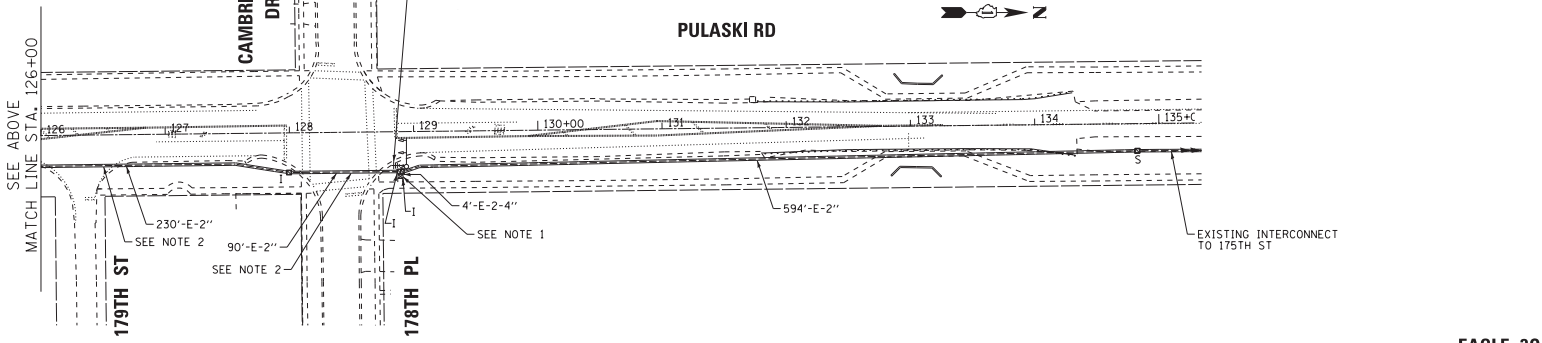 CAMBRI
DR
PULASKI RD
N
SEE ABOVE
MATCH LINE STA. 126+00
126
127
128
129
130+00
131
132
133
134
135+0
I
S
230'-E-2''
SEE NOTE 2
90'-E-2''
SEE NOTE 2
I
I
4'-E-2-4''
SEE NOTE 1
594'-E-2''
EXISTING INTERCONNECT
TO 175TH ST
179TH ST
178TH PL